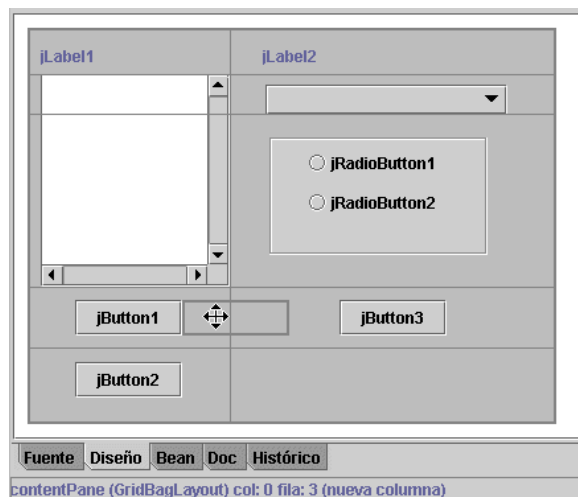 jLabel1 jLabel2
jRadioButton1
jRadioButton2
jButton1 jButton3
jButton2
Fuente Diseño Bean Doc Histórico
contentPane (GridBagLayout) col: 0 fila: 3 (nueva columna)